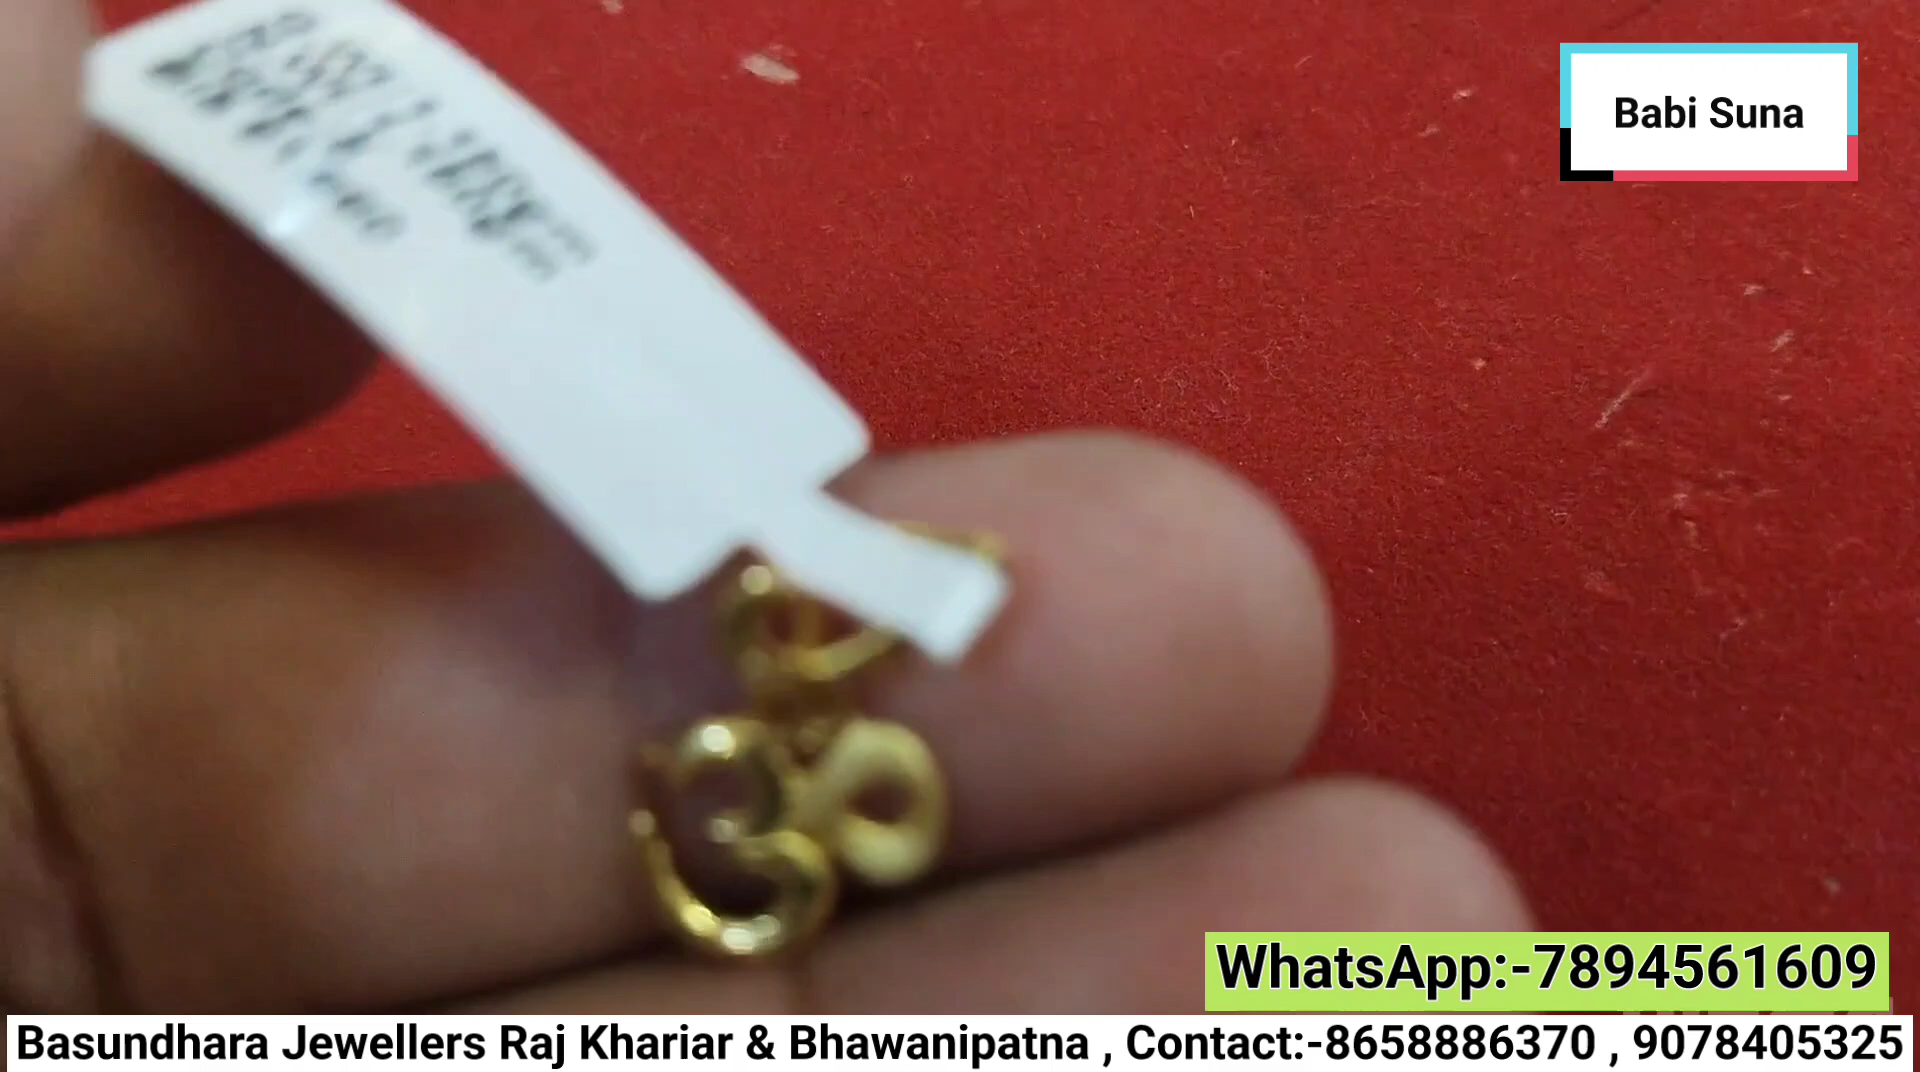 Babi Suna
WhatsApp:-7894561609
Basundhara Jewellers Raj Khariar & Bhawanipatna , Contact:-8658886370 , 9078405325